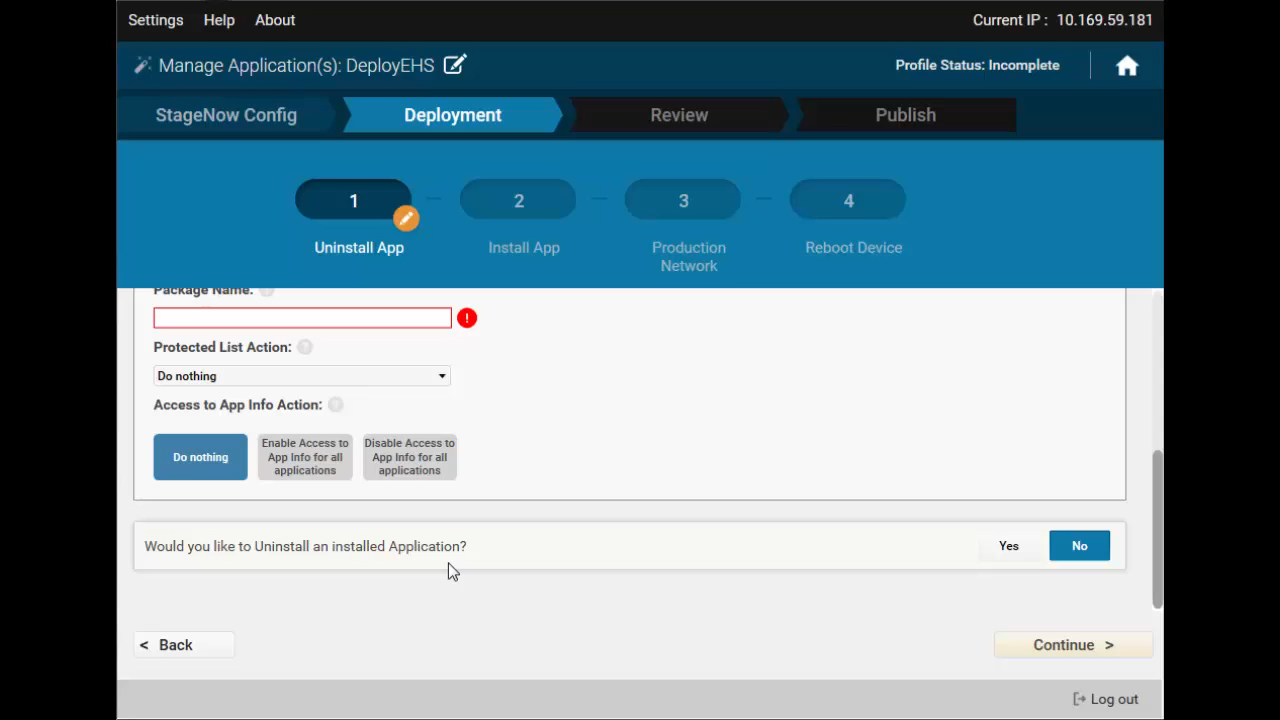 Settings Help About Current IP : 10.169.59.181
Manage Application(s): DeployEHS Profile Status: Incomplete
StageNow Config Deployment Review Publish
1 2 3 4
Uninstall App Install App Production Network Reboot Device
Package Name: ?
!
Protected List Action: ?
Do nothing
Access to App Info Action: ?
Do nothing
Enable Access to App Info for all applications
Disable Access to App Info for all applications
Would you like to Uninstall an installed Application? Yes No
< Back Continue >
Log out